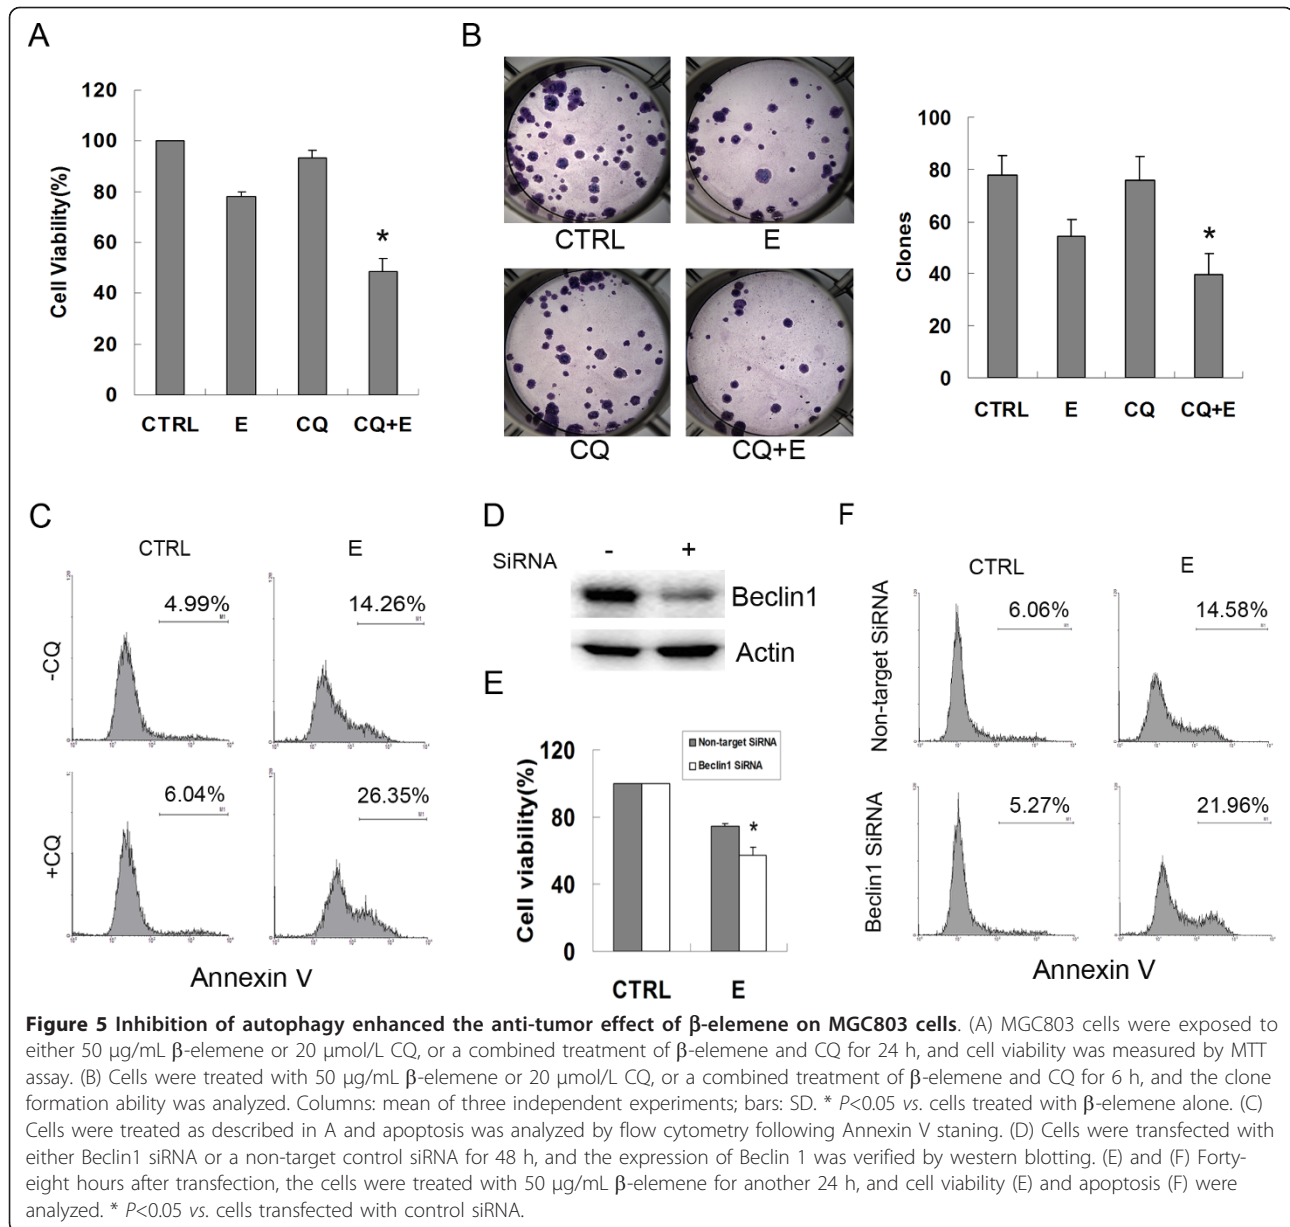 A
B
120
100
80
60
40
20
0
Cell Viability(%)
*
CTRL E CQ CQ+E
CTRL E
CQ CQ+E
100
80
60
40
20
0
Clones
*
CTRL E CQ CQ+E
C
CTRL E
-CQ
4.99%
M1
14.26%
M1
+CQ
6.04%
M1
26.35%
M1
Annexin V
D
SiRNA - +
Beclin1
Actin
E
120
80
40
0
Cell viability(%)
Non-target SiRNA
Beclin1 SiRNA
*
CTRL E
F
CTRL E
Non-target SiRNA
6.06%
M1
14.58%
M1
Beclin1 SiRNA
5.27%
M1
21.96%
M1
Annexin V
Figure 5 Inhibition of autophagy enhanced the anti-tumor effect of β-elemene on MGC803 cells. (A) MGC803 cells were exposed to
either 50 μg/mL β-elemene or 20 μmol/L CQ, or a combined treatment of β-elemene and CQ for 24 h, and cell viability was measured by MTT
assay. (B) Cells were treated with 50 μg/mL β-elemene or 20 μmol/L CQ, or a combined treatment of β-elemene and CQ for 6 h, and the clone
formation ability was analyzed. Columns: mean of three independent experiments; bars: SD. * P<0.05 vs. cells treated with β-elemene alone. (C)
Cells were treated as described in A and apoptosis was analyzed by flow cytometry following Annexin V staning. (D) Cells were transfected with
either Beclin1 siRNA or a non-target control siRNA for 48 h, and the expression of Beclin 1 was verified by western blotting. (E) and (F) Forty-
eight hours after transfection, the cells were treated with 50 μg/mL β-elemene for another 24 h, and cell viability (E) and apoptosis (F) were
analyzed. * P<0.05 vs. cells transfected with control siRNA.